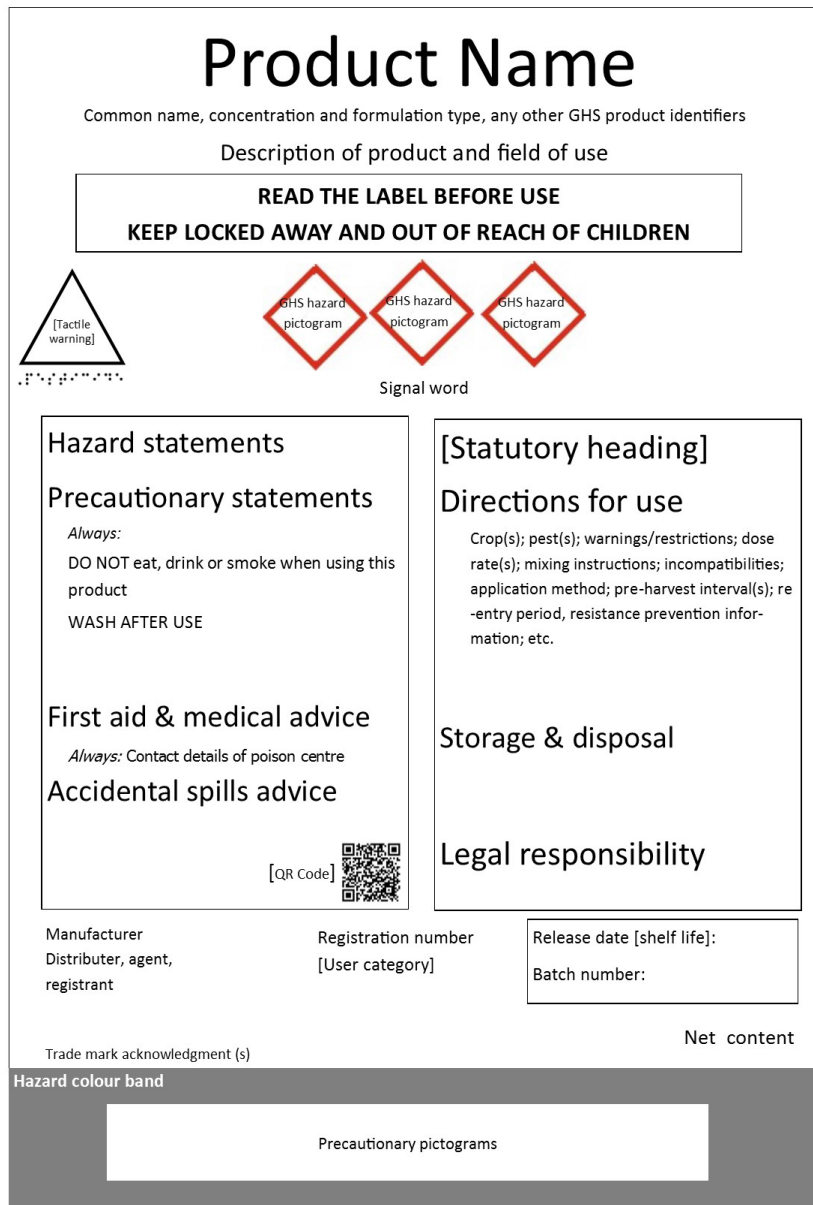 Product Name
Common name, concentration and formulation type, any other GHS product identifiers
Description of product and field of use
READ THE LABEL BEFORE USE
KEEP LOCKED AWAY AND OUT OF REACH OF CHILDREN
[Tactile
warning]
⠠⠏⠑⠎⠞⠊⠉⠊⠙⠑
GHS hazard
pictogram
GHS hazard
pictogram
GHS hazard
pictogram
Signal word
Hazard statements
Precautionary statements
Always:
DO NOT eat, drink or smoke when using this
product
WASH AFTER USE
First aid & medical advice
Always: Contact details of poison centre
Accidental spills advice
[QR Code]
[Statutory heading]
Directions for use
Crop(s); pest(s); warnings/restrictions; dose
rate(s); mixing instructions; incompatibilities;
application method; pre-harvest interval(s); re
-entry period, resistance prevention infor-
mation; etc.
Storage & disposal
Legal responsibility
Manufacturer
Distributer, agent,
registrant
Registration number
[User category]
Release date [shelf life]:
Batch number:
Net content
Trade mark acknowledgment (s)
Hazard colour band
Precautionary pictograms